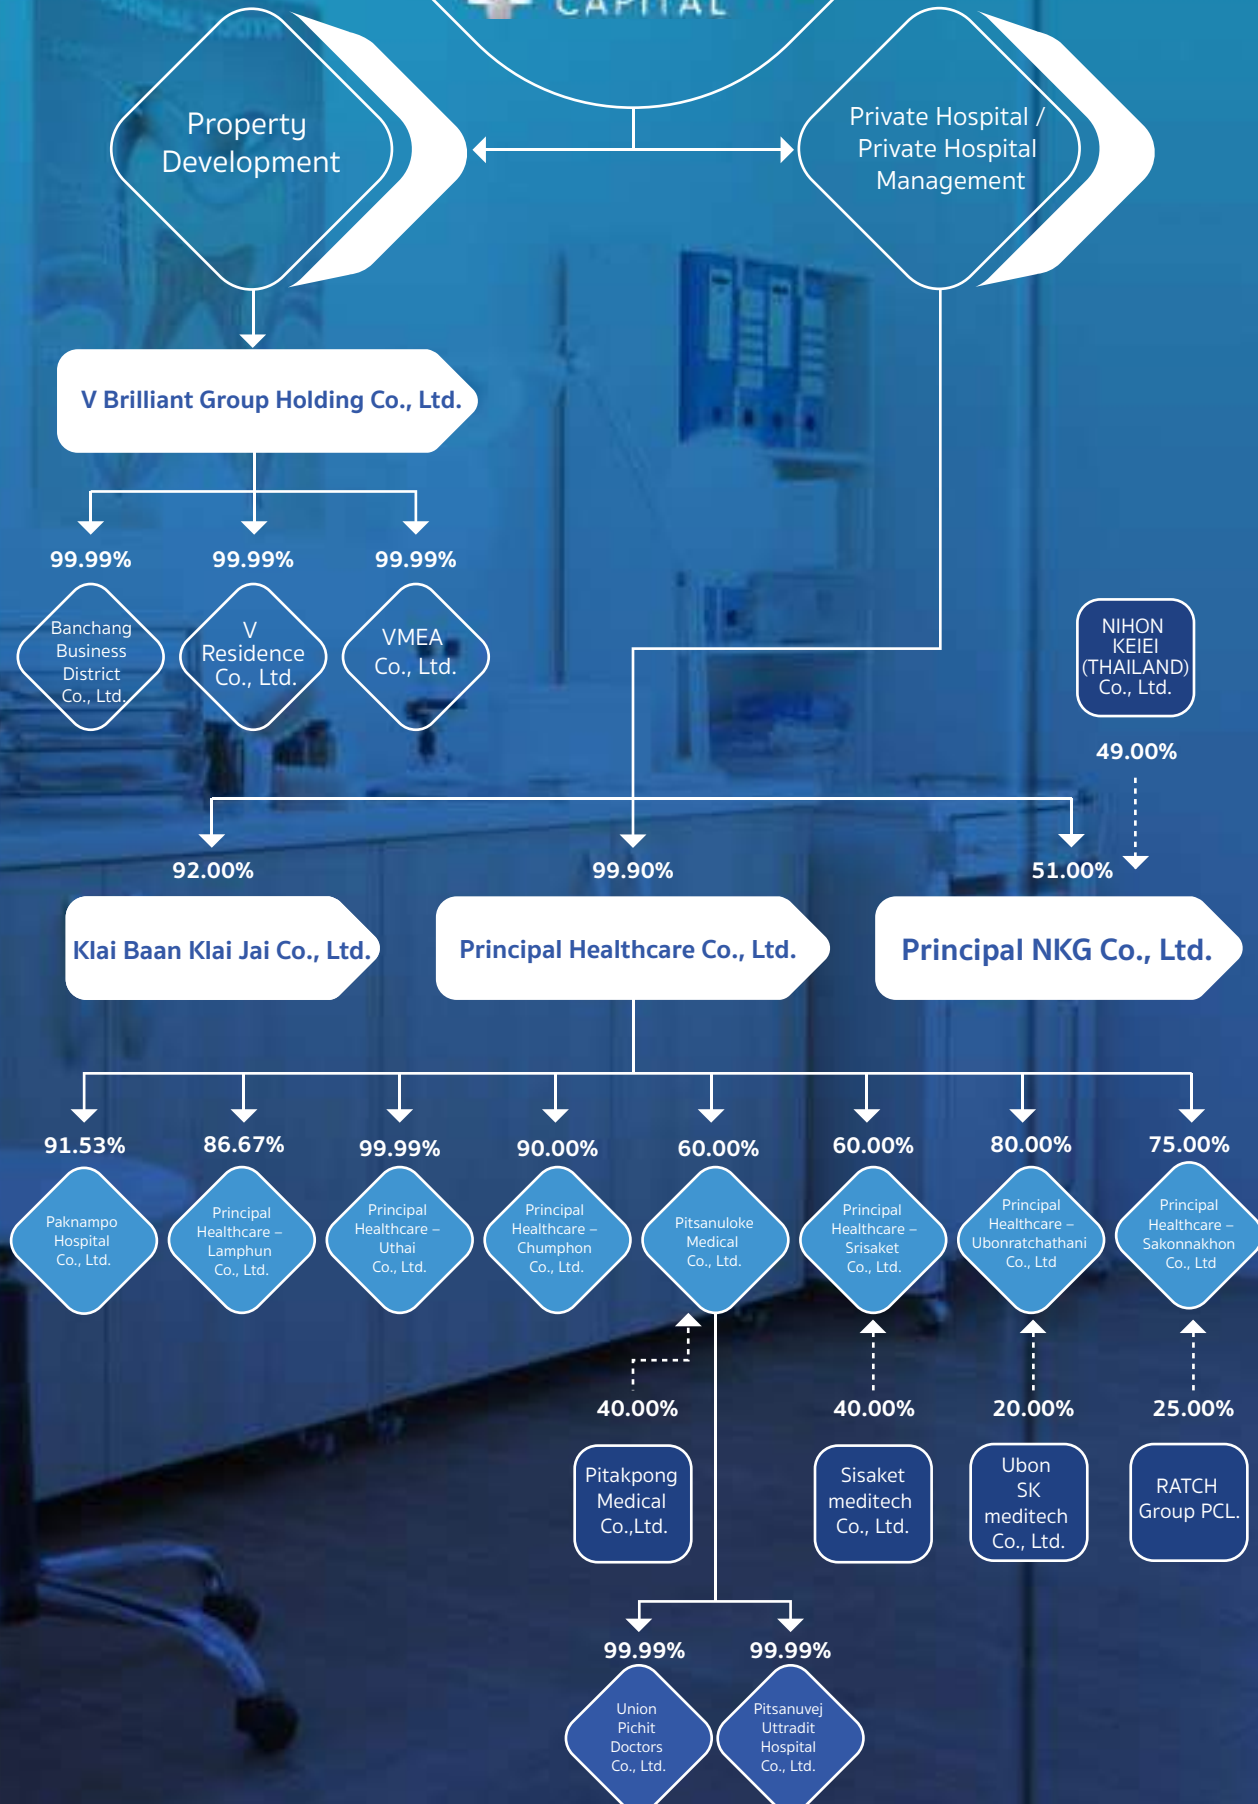 CAPITAL
Property
Development
Private Hospital /
Private Hospital
Management
V Brilliant Group Holding Co., Ltd.
99.99%
99.99%
99.99%
Banchang
Business
District
Co., Ltd.
V
Residence
Co., Ltd.
VMEA
Co., Ltd.
NIHON
KEIEI
(THAILAND)
Co., Ltd.
49.00%
92.00%
99.90%
51.00%
Klai Baan Klai Jai Co., Ltd.
Principal Healthcare Co., Ltd.
Principal NKG Co., Ltd.
91.53%
86.67%
99.99%
90.00%
60.00%
60.00%
80.00%
75.00%
Paknampo
Hospital
Co., Ltd.
Principal
Healthcare –
Lamphun
Co., Ltd.
Principal
Healthcare –
Uthai
Co., Ltd.
Principal
Healthcare –
Chumphon
Co., Ltd.
Pitsanuloke
Medical
Co., Ltd.
Principal
Healthcare –
Srisaket
Co., Ltd.
Principal
Healthcare –
Ubonratchathani
Co., Ltd
Principal
Healthcare –
Sakonnakhon
Co., Ltd
40.00%
40.00%
20.00%
25.00%
Pitakpong
Medical
Co.,Ltd.
Sisaket
meditech
Co., Ltd.
Ubon
SK
meditech
Co., Ltd.
RATCH
Group PCL.
99.99%
99.99%
Union
Pichit
Doctors
Co., Ltd.
Pitsanuvej
Uttradit
Hospital
Co., Ltd.